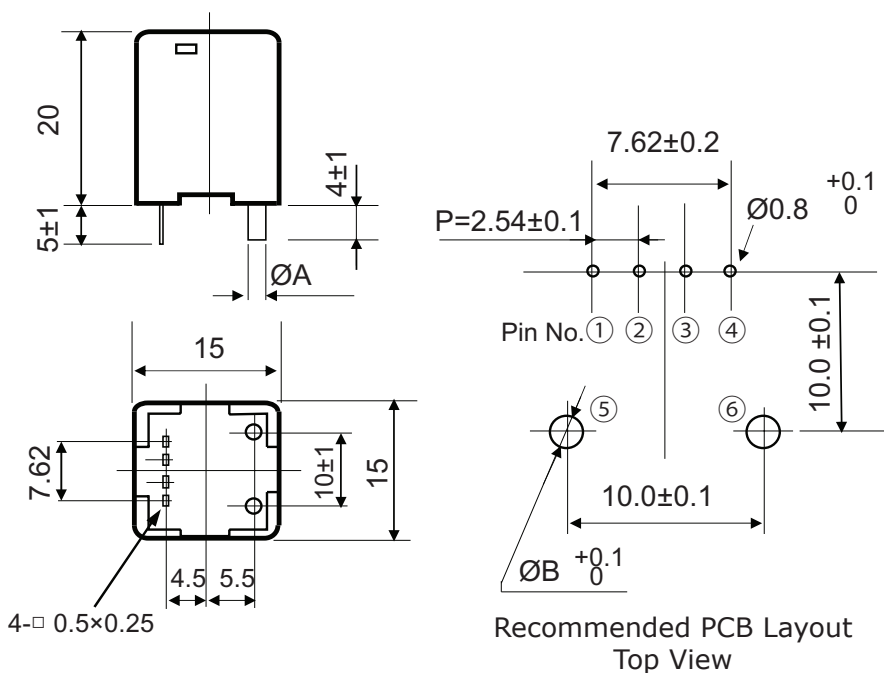 20
5±1
4±1
ØA
15
7.62
10±1
15
4.5
5.5
4-□ 0.5×0.25
7.62±0.2
+0.1
0
P=2.54±0.1
Ø0.8
Pin No. ① ② ③ ④
10.0 ±0.1
⑤ ⑥
10.0±0.1
ØB +0.1
0
Recommended PCB Layout
Top View